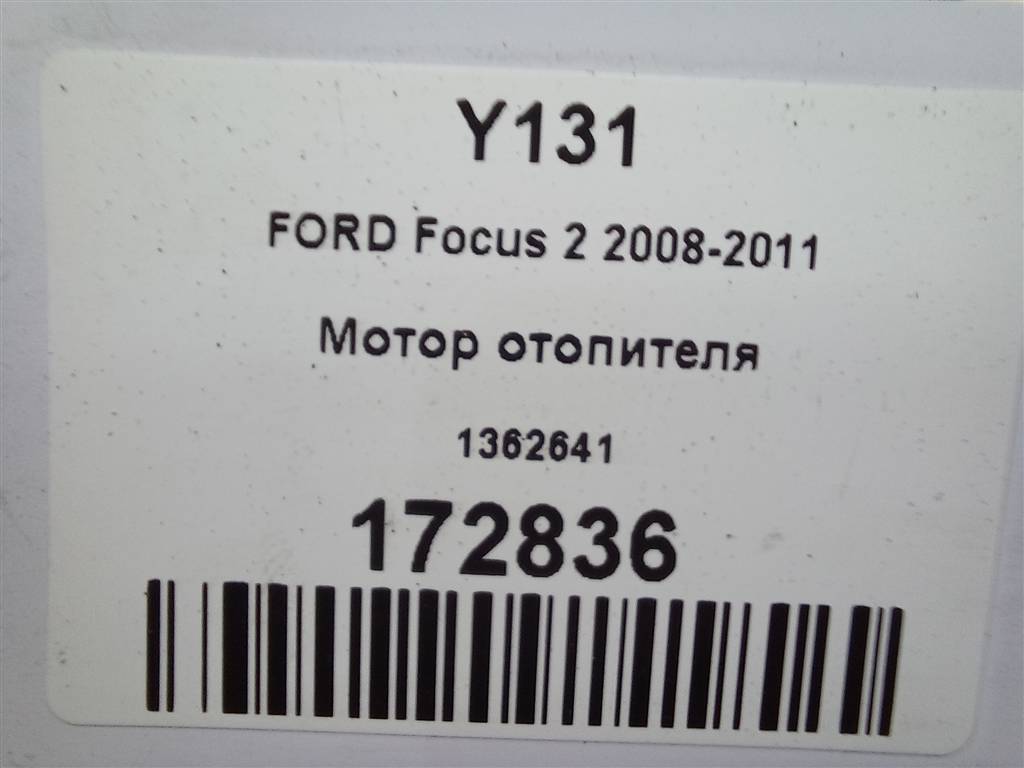 Y131
FORD Focus 2 2008-2011
Мотор отопителя
1362641
172836